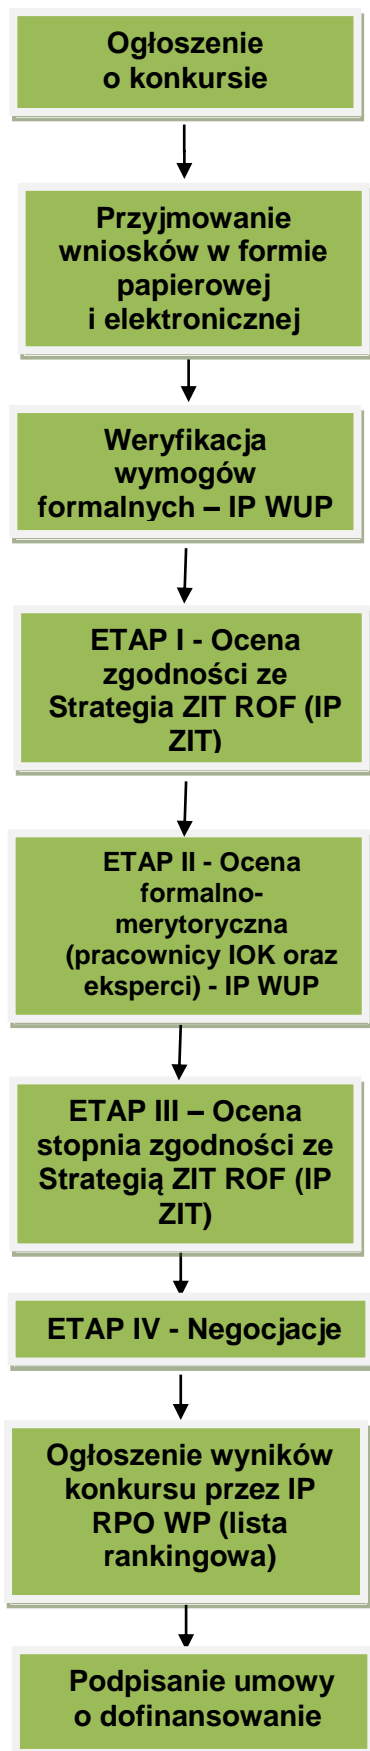 Ogłoszenie
o konkursie
Przyjmowanie
wniosków w formie
papierowej
i elektronicznej
Weryfikacja
wymogów
formalnych – IP WUP
ETAP I - Ocena
zgodności ze
Strategia ZIT ROF (IP
ZIT)
ETAP II - Ocena
formalno-
merytoryczna
(pracownicy IOK oraz
eksperci) - IP WUP
ETAP III – Ocena
stopnia zgodności ze
Strategią ZIT ROF (IP
ZIT)
ETAP IV - Negocjacje
Ogłoszenie wyników
konkursu przez IP
RPO WP (lista
rankingowa)
Podpisanie umowy
o dofinansowanie